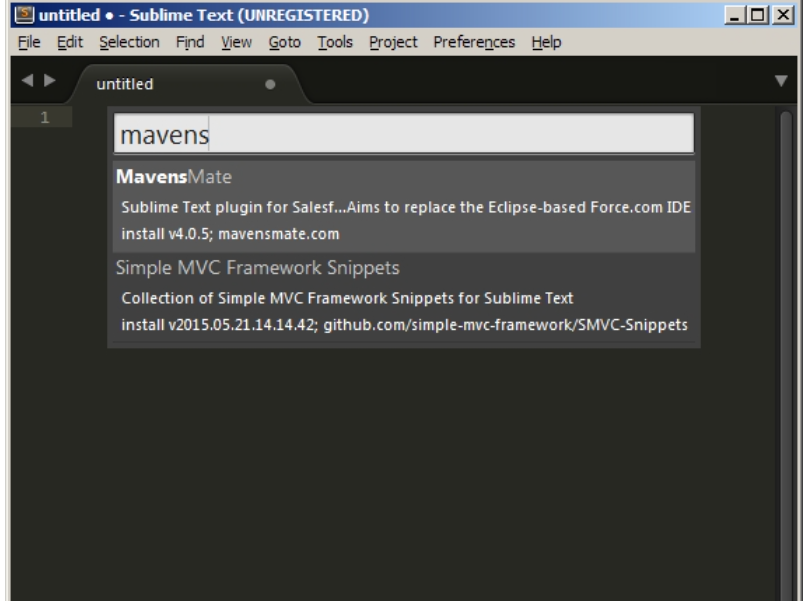 untitled • - Sublime Text (UNREGISTERED)
File Edit Selection Find View Goto Tools Project Preferences Help
untitled
1
mavens
MavensMate
Sublime Text plugin for Salesf...Aims to replace the Eclipse-based Force.com IDE
install v4.0.5; mavensmate.com
Simple MVC Framework Snippets
Collection of Simple MVC Framework Snippets for Sublime Text
install v2015.05.21.14.14.42; github.com/simple-mvc-framework/SMVC-Snippets